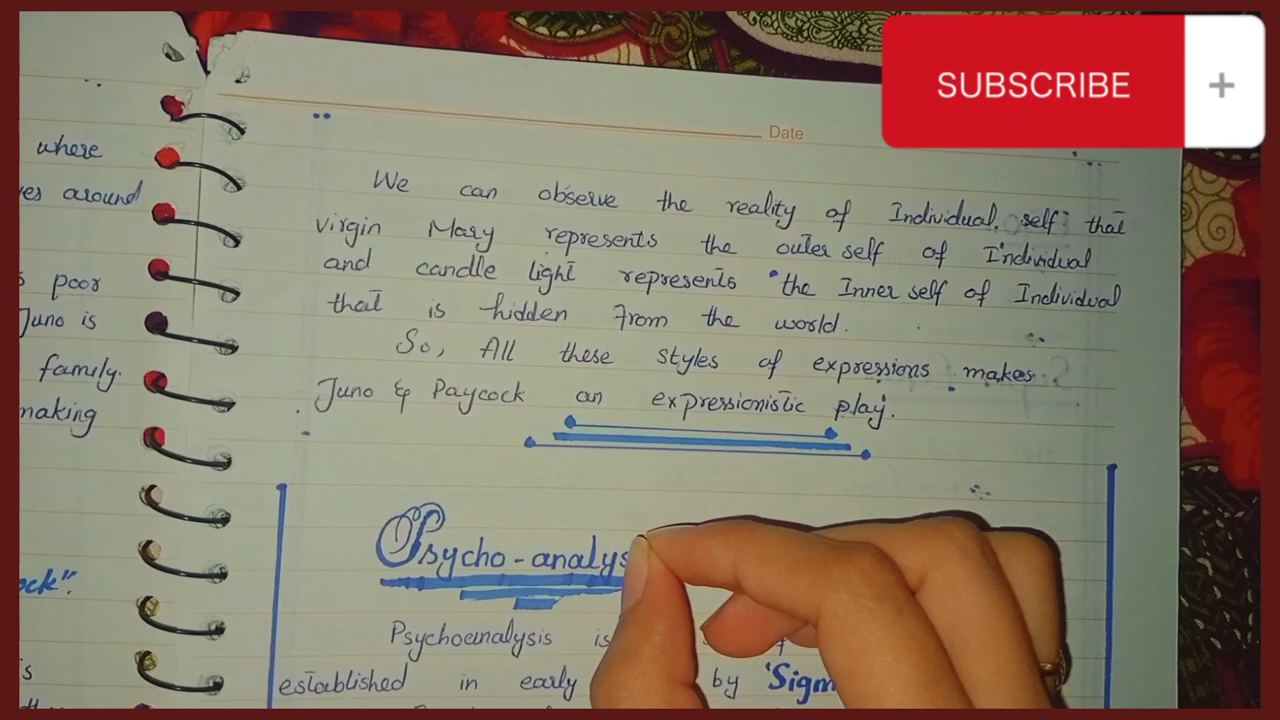 SUBSCRIBE +
Date
where
es around
poor
Juno is
family.
making
ock".
We can observe the reality of Individual, self that
virgin Mary represents the outer self of Individual
and candle light represents the Inner self of Individual
that is hidden from the world.
So, All these styles of expressions makes
Juno & Paycock an expressionistic play.
Psycho-analys
Psychoanalysis is
established in early by 'Sigm